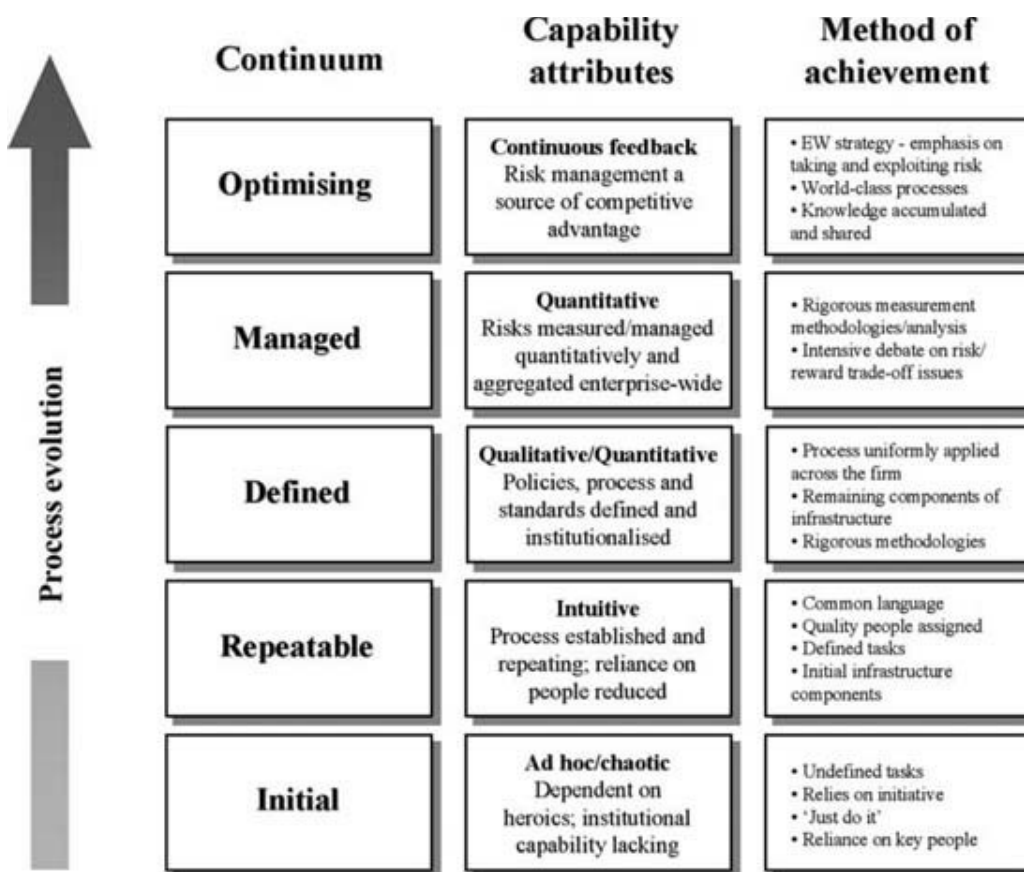 Continuum
Capability
attributes
Method of
achievement
Process evolution
Optimising
Continuous feedback
Risk management a
source of competitive
advantage
• EW strategy - emphasis on
taking and exploiting risk
• World-class processes
• Knowledge accumulated
and shared
Managed
Quantitative
Risks measured/managed
quantitatively and
aggregated enterprise-wide
• Rigorous measurement
methodologies/analysis
• Intensive debate on risk/
reward trade-off issues
Defined
Qualitative/Quantitative
Policies, process and
standards defined and
institutionalised
• Process uniformly applied
across the firm
• Remaining components of
infrastructure
• Rigorous methodologies
Repeatable
Intuitive
Process established and
repeating; reliance on
people reduced
• Common language
• Quality people assigned
• Defined tasks
• Initial infrastructure
components
Initial
Ad hoc/chaotic
Dependent on
heroics; institutional
capability lacking
• Undefined tasks
• Relies on initiative
• ‘Just do it’
• Reliance on key people